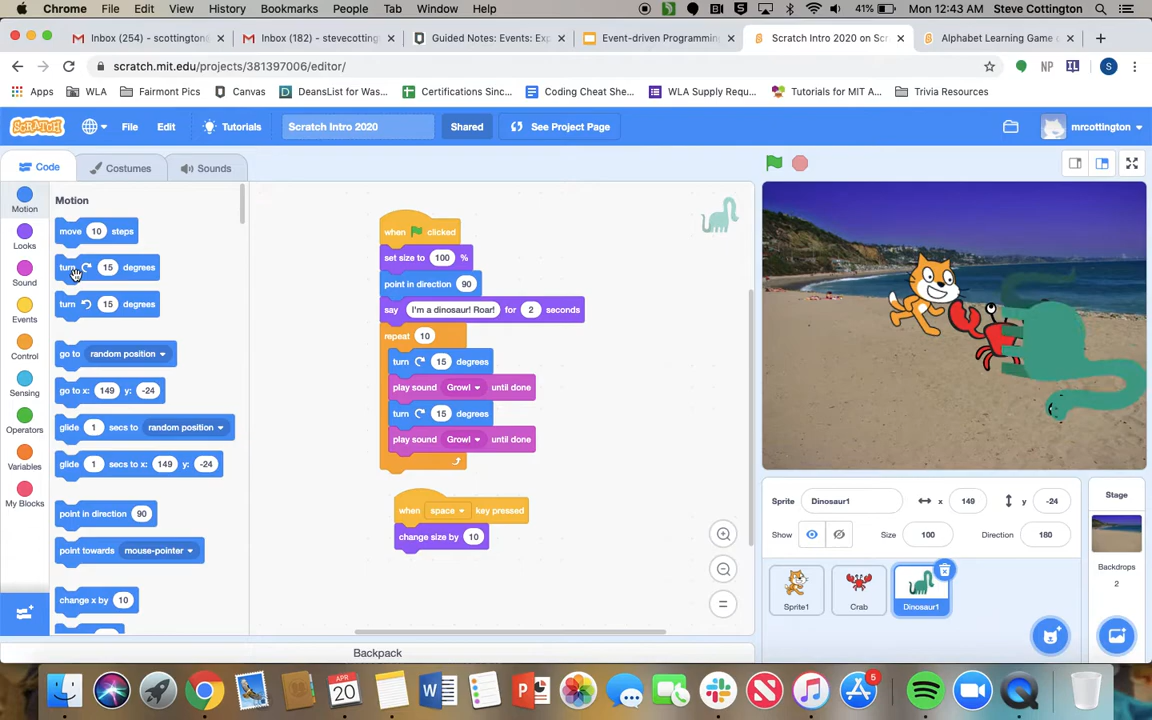 Chrome File Edit View History Bookmarks People Tab Window Help 41% Mon 12:43 AM Steve Cottington
Inbox (254) - scottington
Inbox (182) - stevecotting
Guided Notes: Events: Exp
Event-driven Programming
Scratch Intro 2020 on Scr
Alphabet Learning Game o
scratch.mit.edu/projects/381397006/editor/
NP IL S
Apps WLA Fairmont Pics Canvas DeansList for Was... Certifications Sinc... Coding Cheat She... WLA Supply Requ... Tutorials for MIT A... Trivia Resources
SCRATCH File Edit Tutorials Scratch Intro 2020 Shared See Project Page mrcottington
Code Costumes Sounds
Motion
Looks
Sound
Events
Control
Sensing
Operators
Variables
My Blocks
Motion
move 10 steps
turn 15 degrees
turn 15 degrees
go to random position
go to x: 149 y: -24
glide 1 secs to random position
glide 1 secs to x: 149 y: -24
point in direction 90
point towards mouse-pointer
change x by 10
when clicked
set size to 100 %
point in direction 90
say I'm a dinosaur! Roar! for 2 seconds
repeat 10
turn 15 degrees
play sound Growl until done
turn 15 degrees
play sound Growl until done
when space key pressed
change size by 10
Sprite Dinosaur1 x 149 y -24
Show Size 100 Direction 180
Sprite1
Crab
Dinosaur1
Stage
Backdrops
2
Backpack
APR
20
5